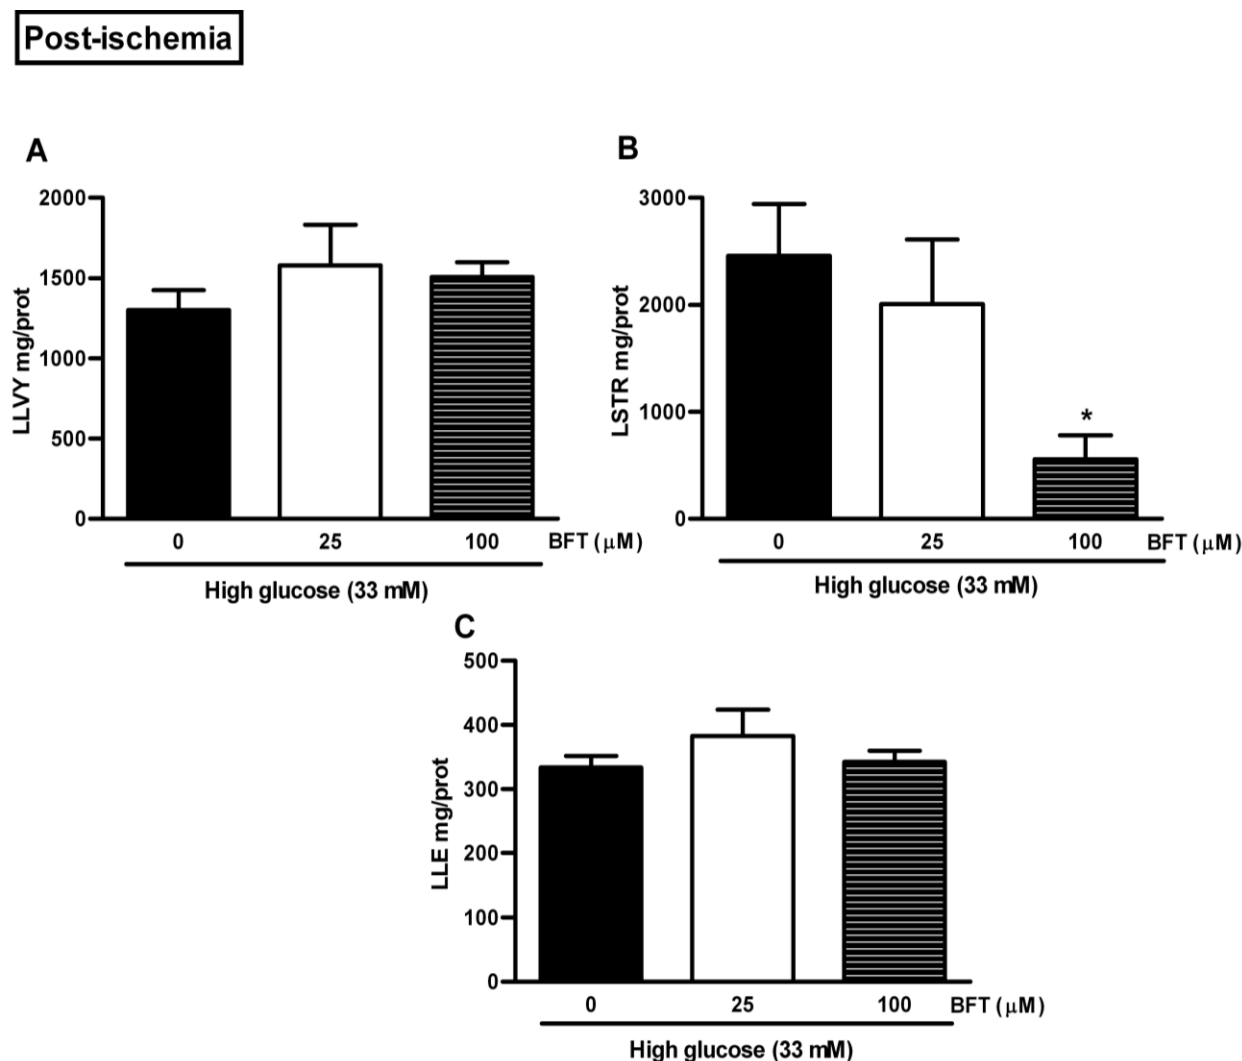 Post-ischemia
A
2000
1500
1000
500
0
LLVY mg/prot
0 25 100 BFT (μM)
High glucose (33 mM)
B
3000
2000
1000
0
LSTR mg/prot
*
0 25 100 BFT (μM)
High glucose (33 mM)
C
500
400
300
200
100
0
LLE mg/prot
0 25 100 BFT (μM)
High glucose (33 mM)